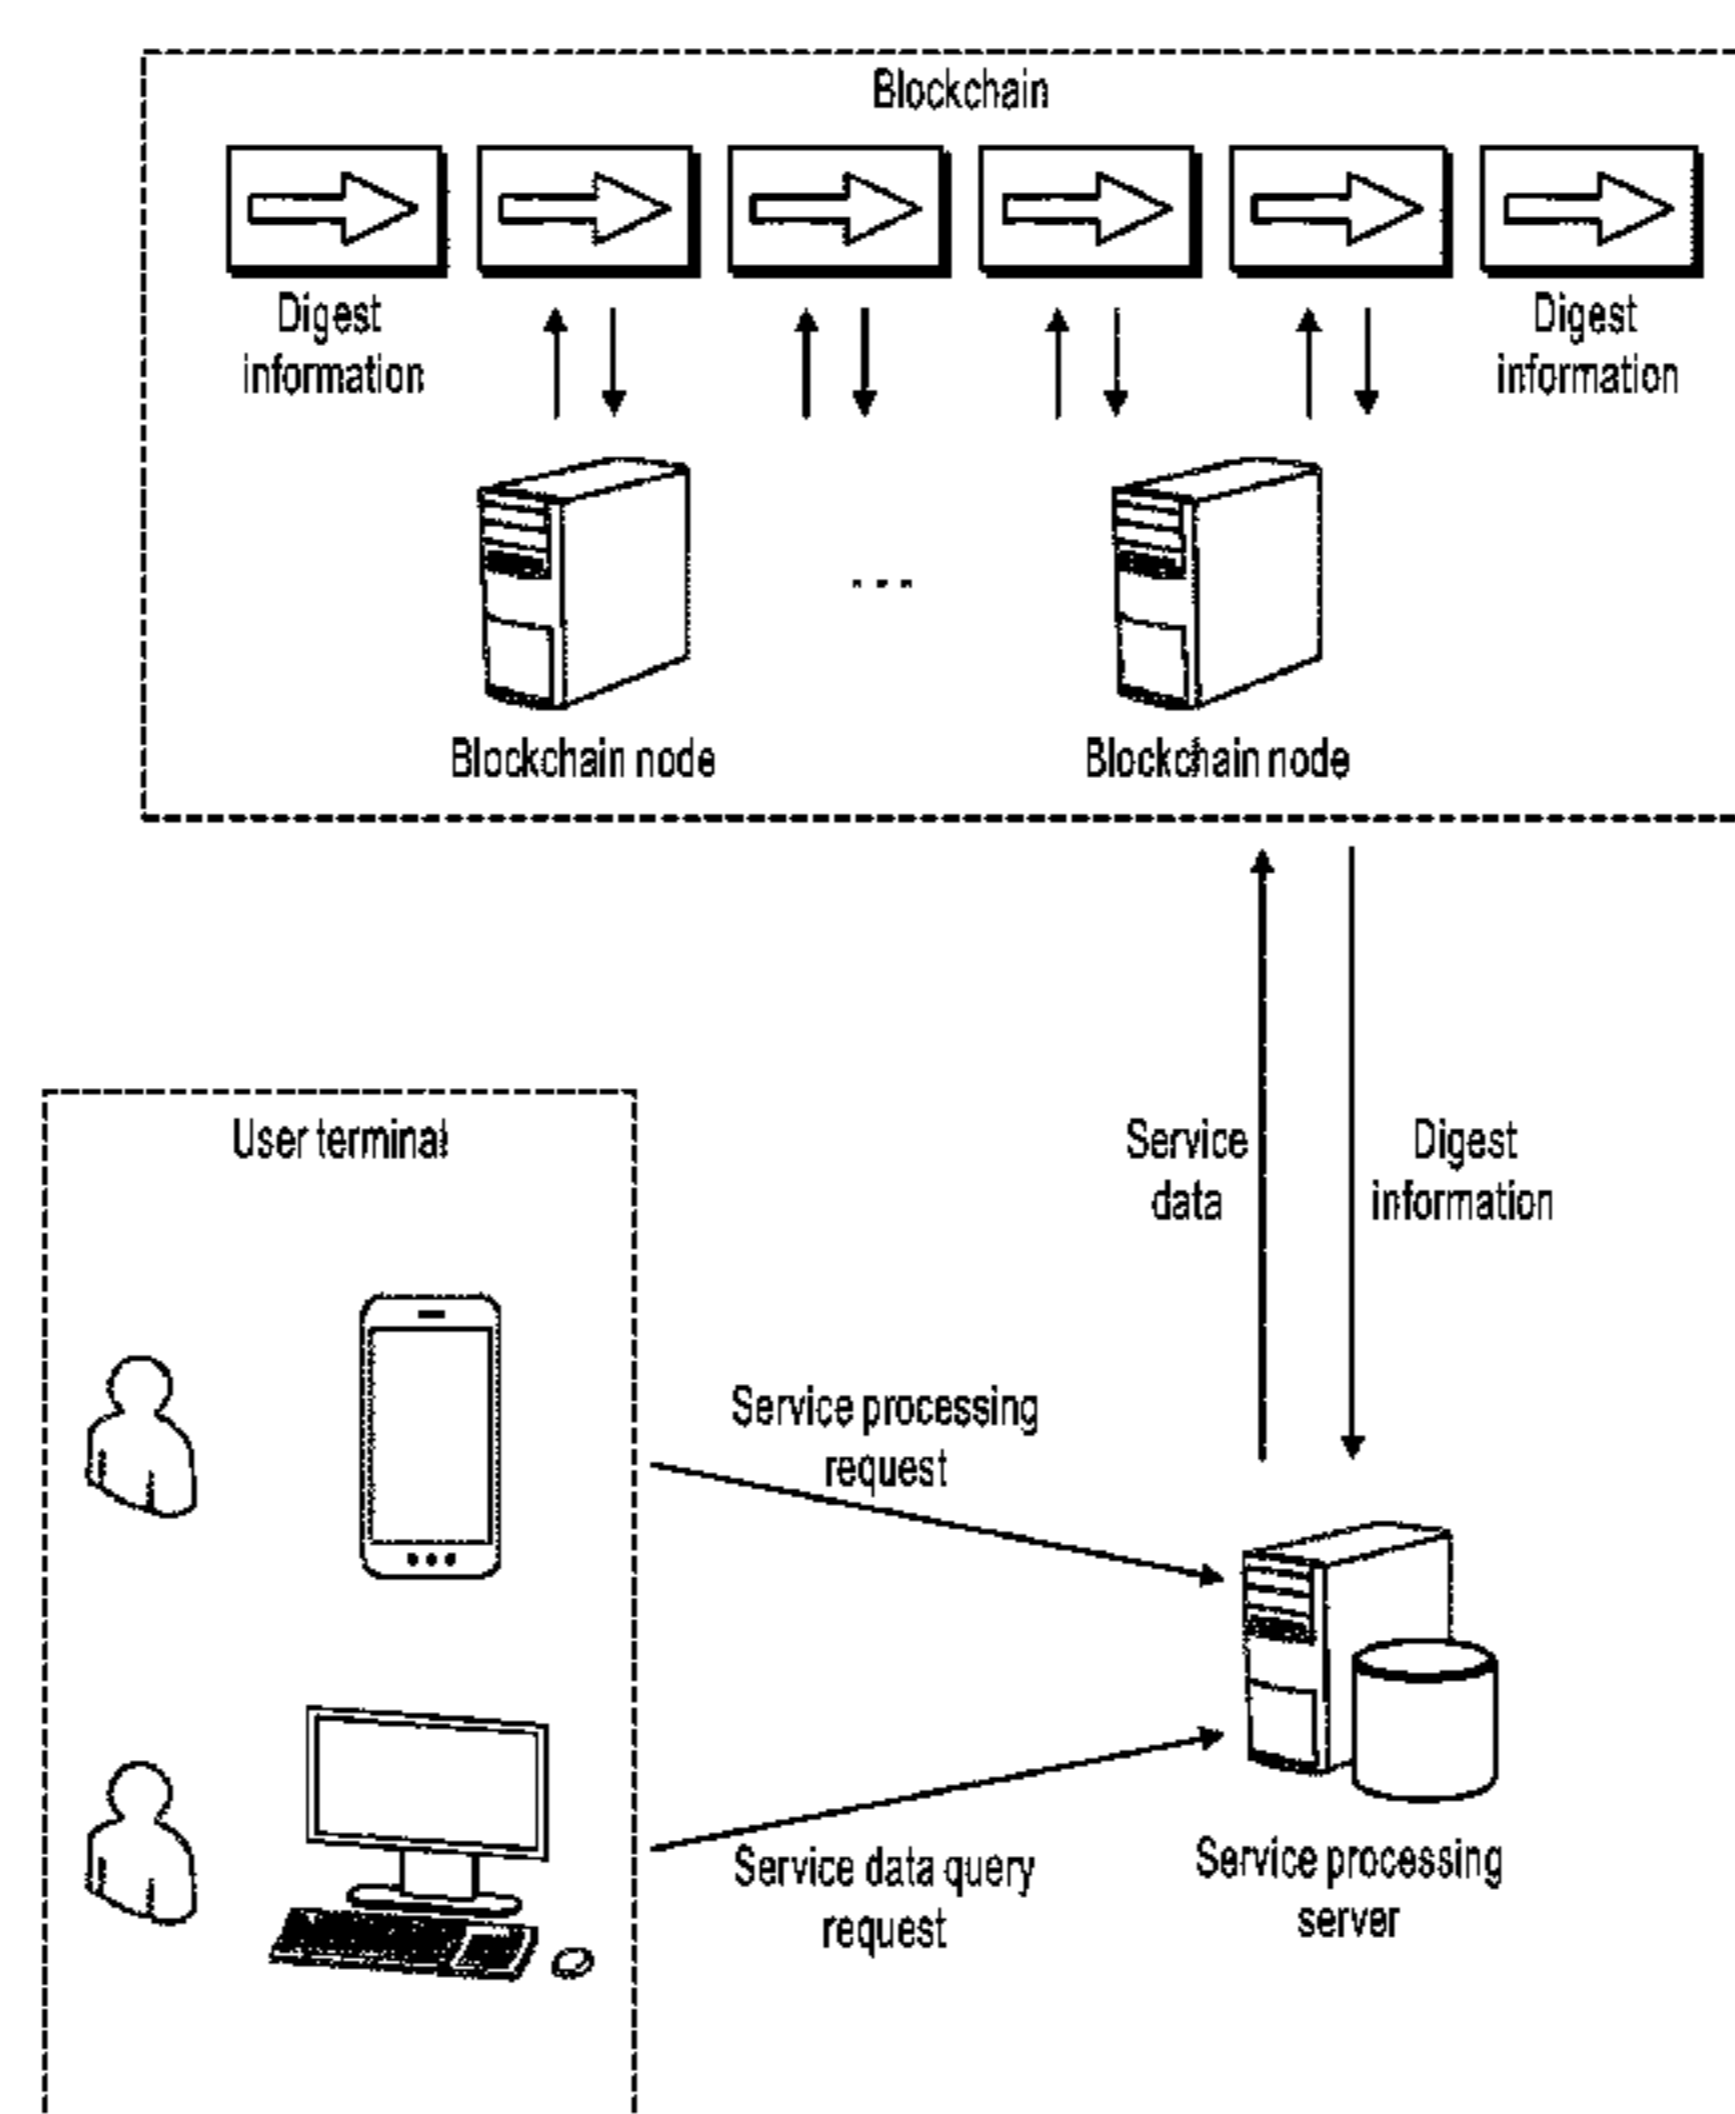 Blockchain
Digest
information
Digest
information
...
Blockchain node
Blockchain node
Service
data
Digest
information
User terminal
Service processing
request
Service data query
request
Service processing
server